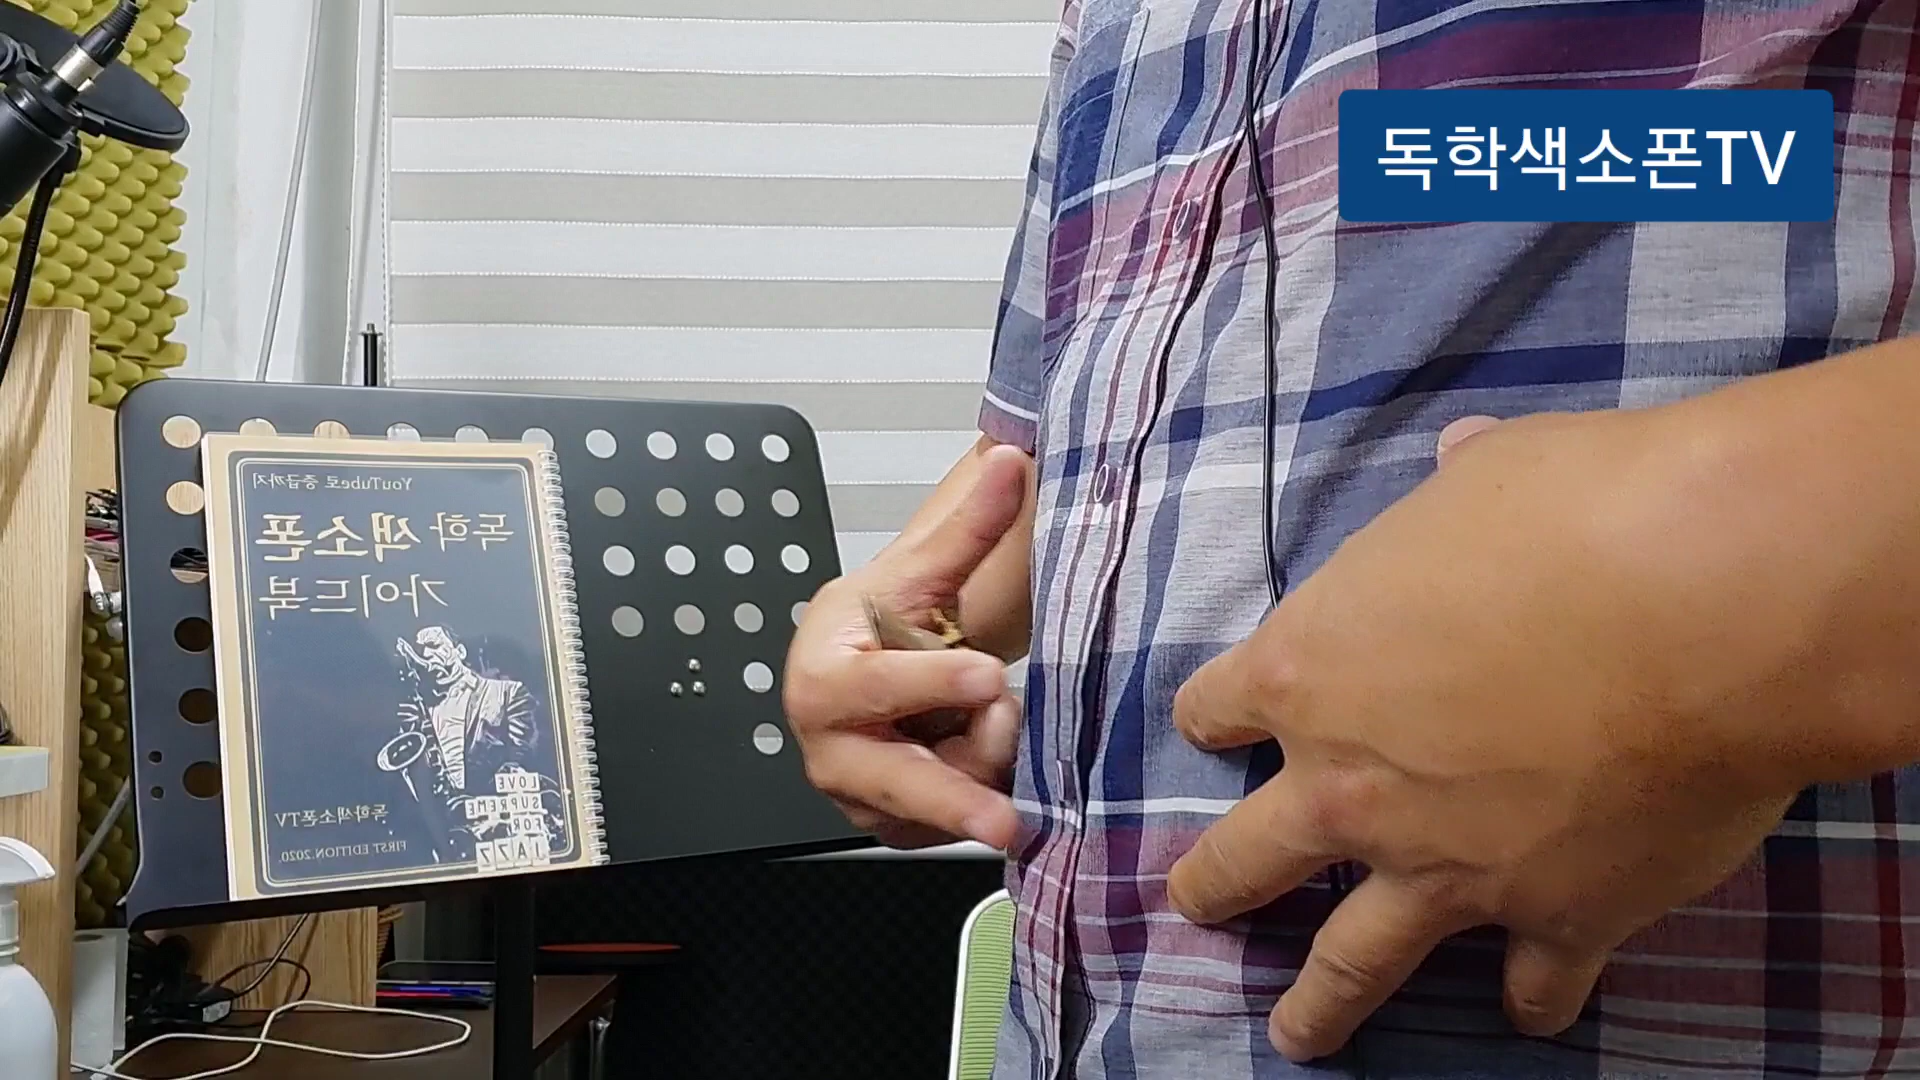 독학색소폰TV
YouTube로 중급까지
독학 색소폰
가이드북
LOVE
SUPREME
FOR
JAZZ
독학색소폰TV
FIRST EDITION. 2020.